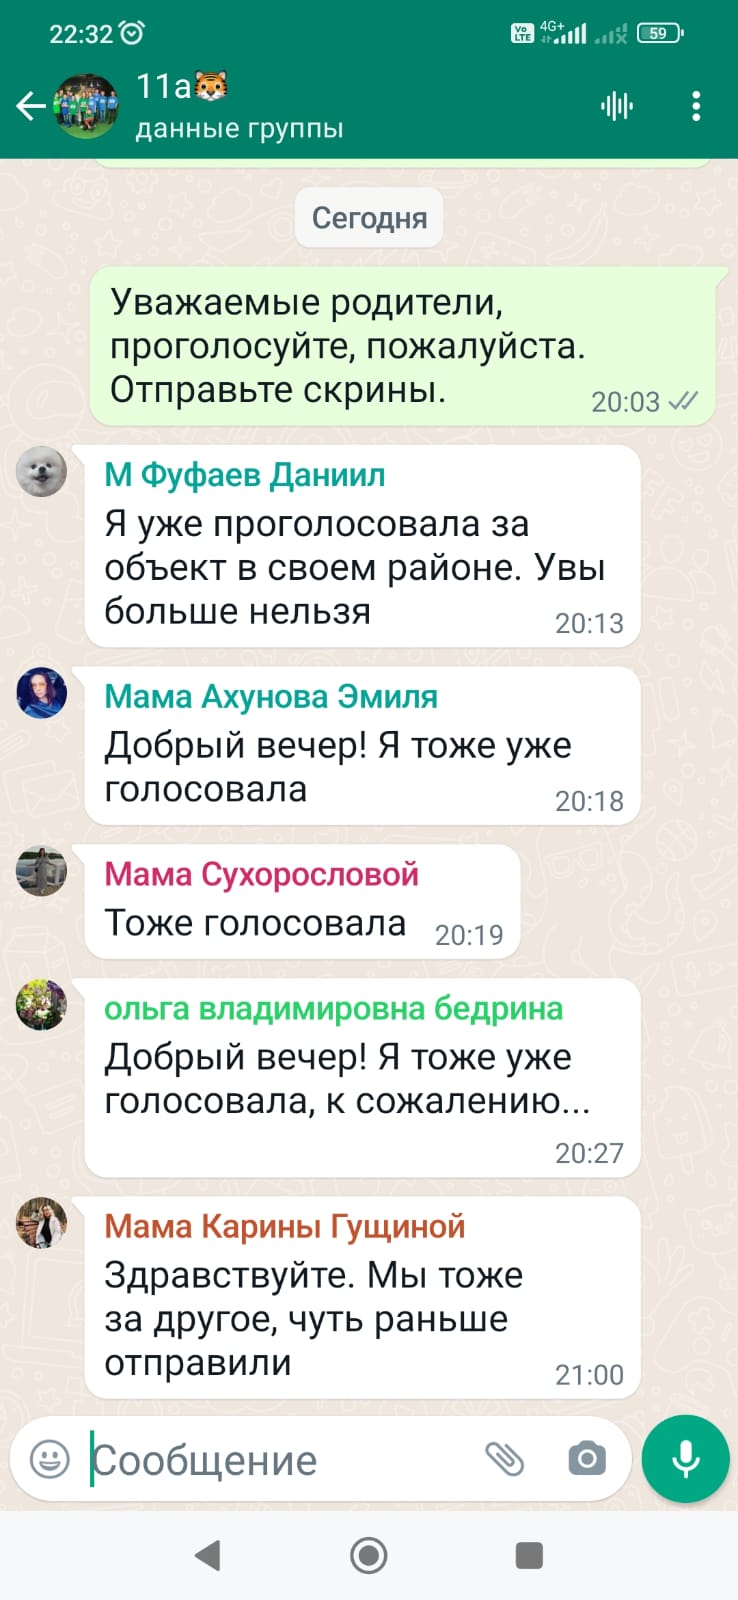 22:32
Vo LTE 4G+ 59
11а🐯
данные группы
Сегодня
Уважаемые родители,
проголосуйте, пожалуйста.
Отправьте скрины.
20:03
М Фуфаев Даниил
Я уже проголосовала за
объект в своем районе. Увы
больше нельзя
20:13
Мама Ахунова Эмиля
Добрый вечер! Я тоже уже
голосовала
20:18
Мама Сухорословой
Тоже голосовала
20:19
ольга владимировна бедрина
Добрый вечер! Я тоже уже
голосовала, к сожалению...
20:27
Мама Карины Гущиной
Здравствуйте. Мы тоже
за другое, чуть раньше
отправили
21:00
Сообщение